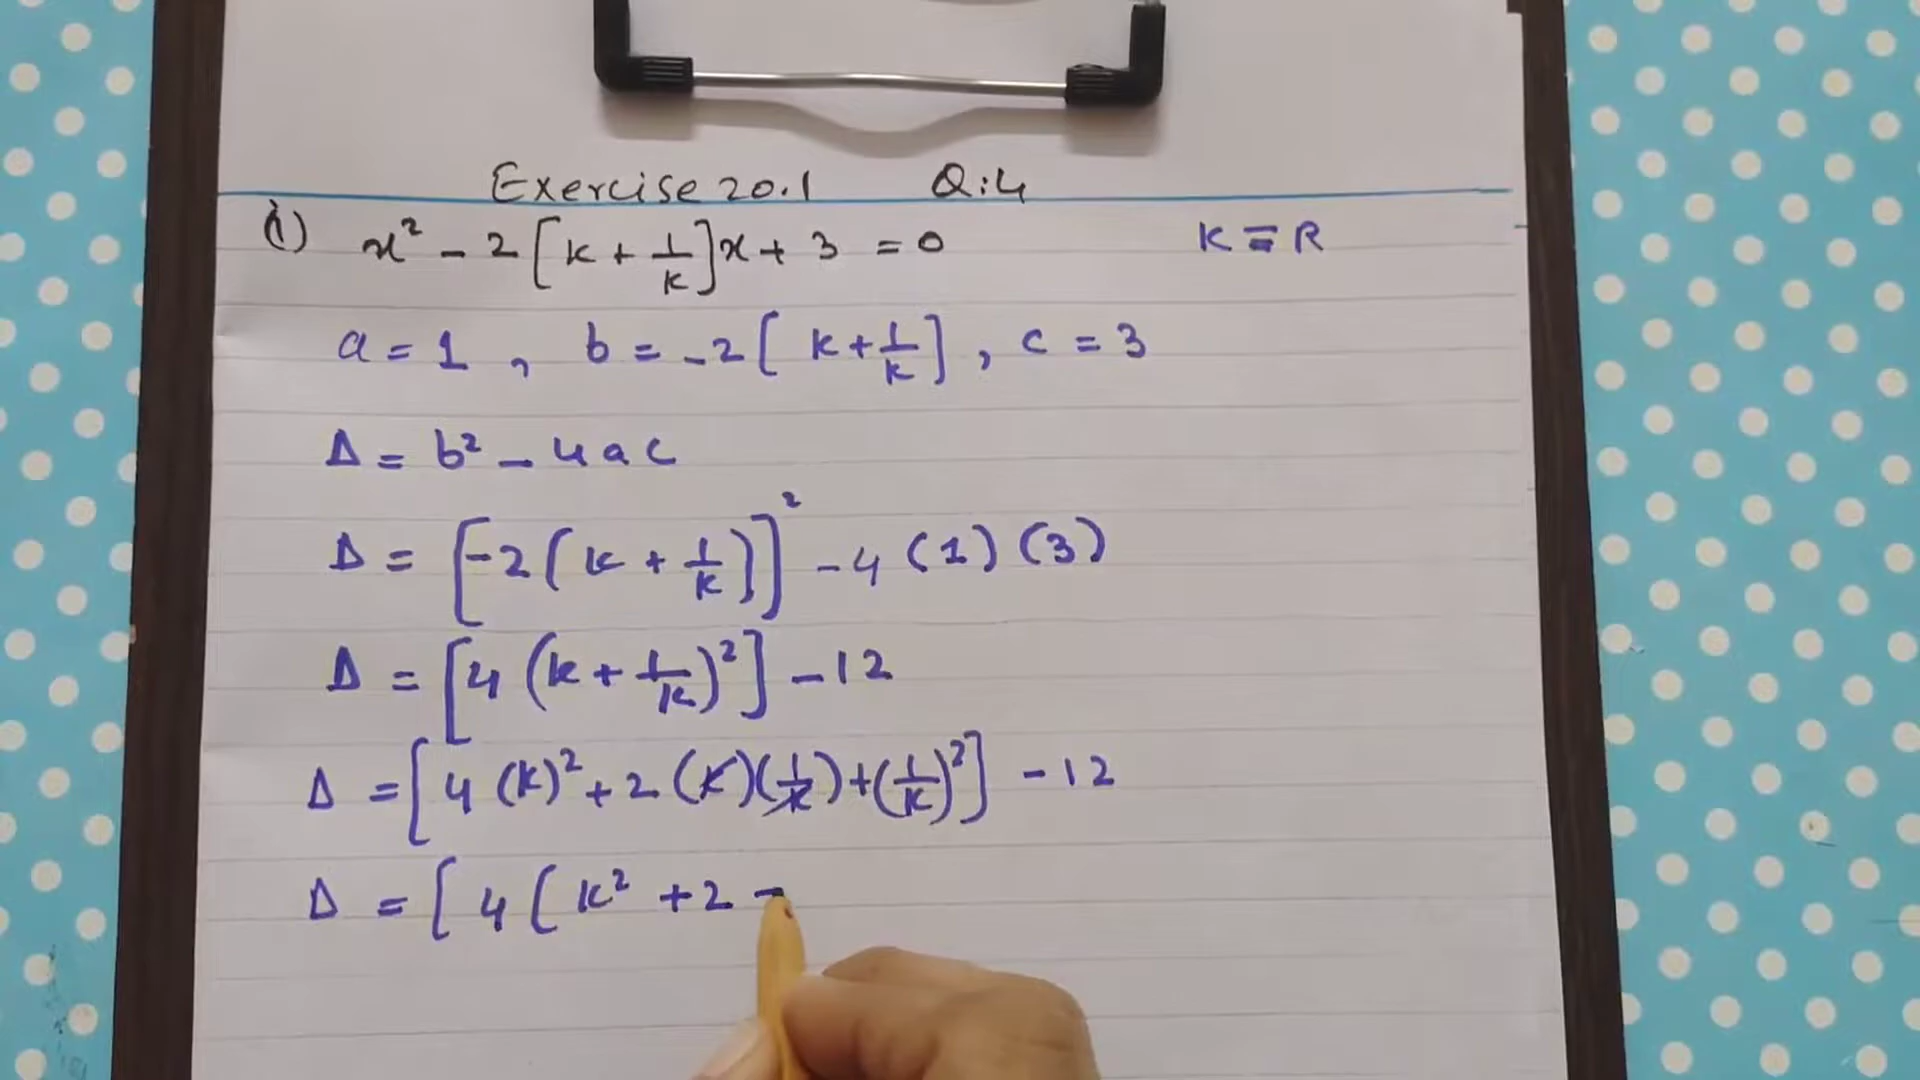 Exercise 20.1 Q:4
(i) x² - 2 [k + 1/k] x + 3 = 0 K = R
a = 1 , b = -2 [ k + 1/k ] , c = 3
Δ = b² - 4ac
Δ = [-2 (k + 1/k)]² - 4 (1) (3)
Δ = [4 (k + 1/k)²] - 12
Δ = [4 (k)² + 2 (k)(1/k) + (1/k)²] - 12
Δ = [ 4 ( k² + 2